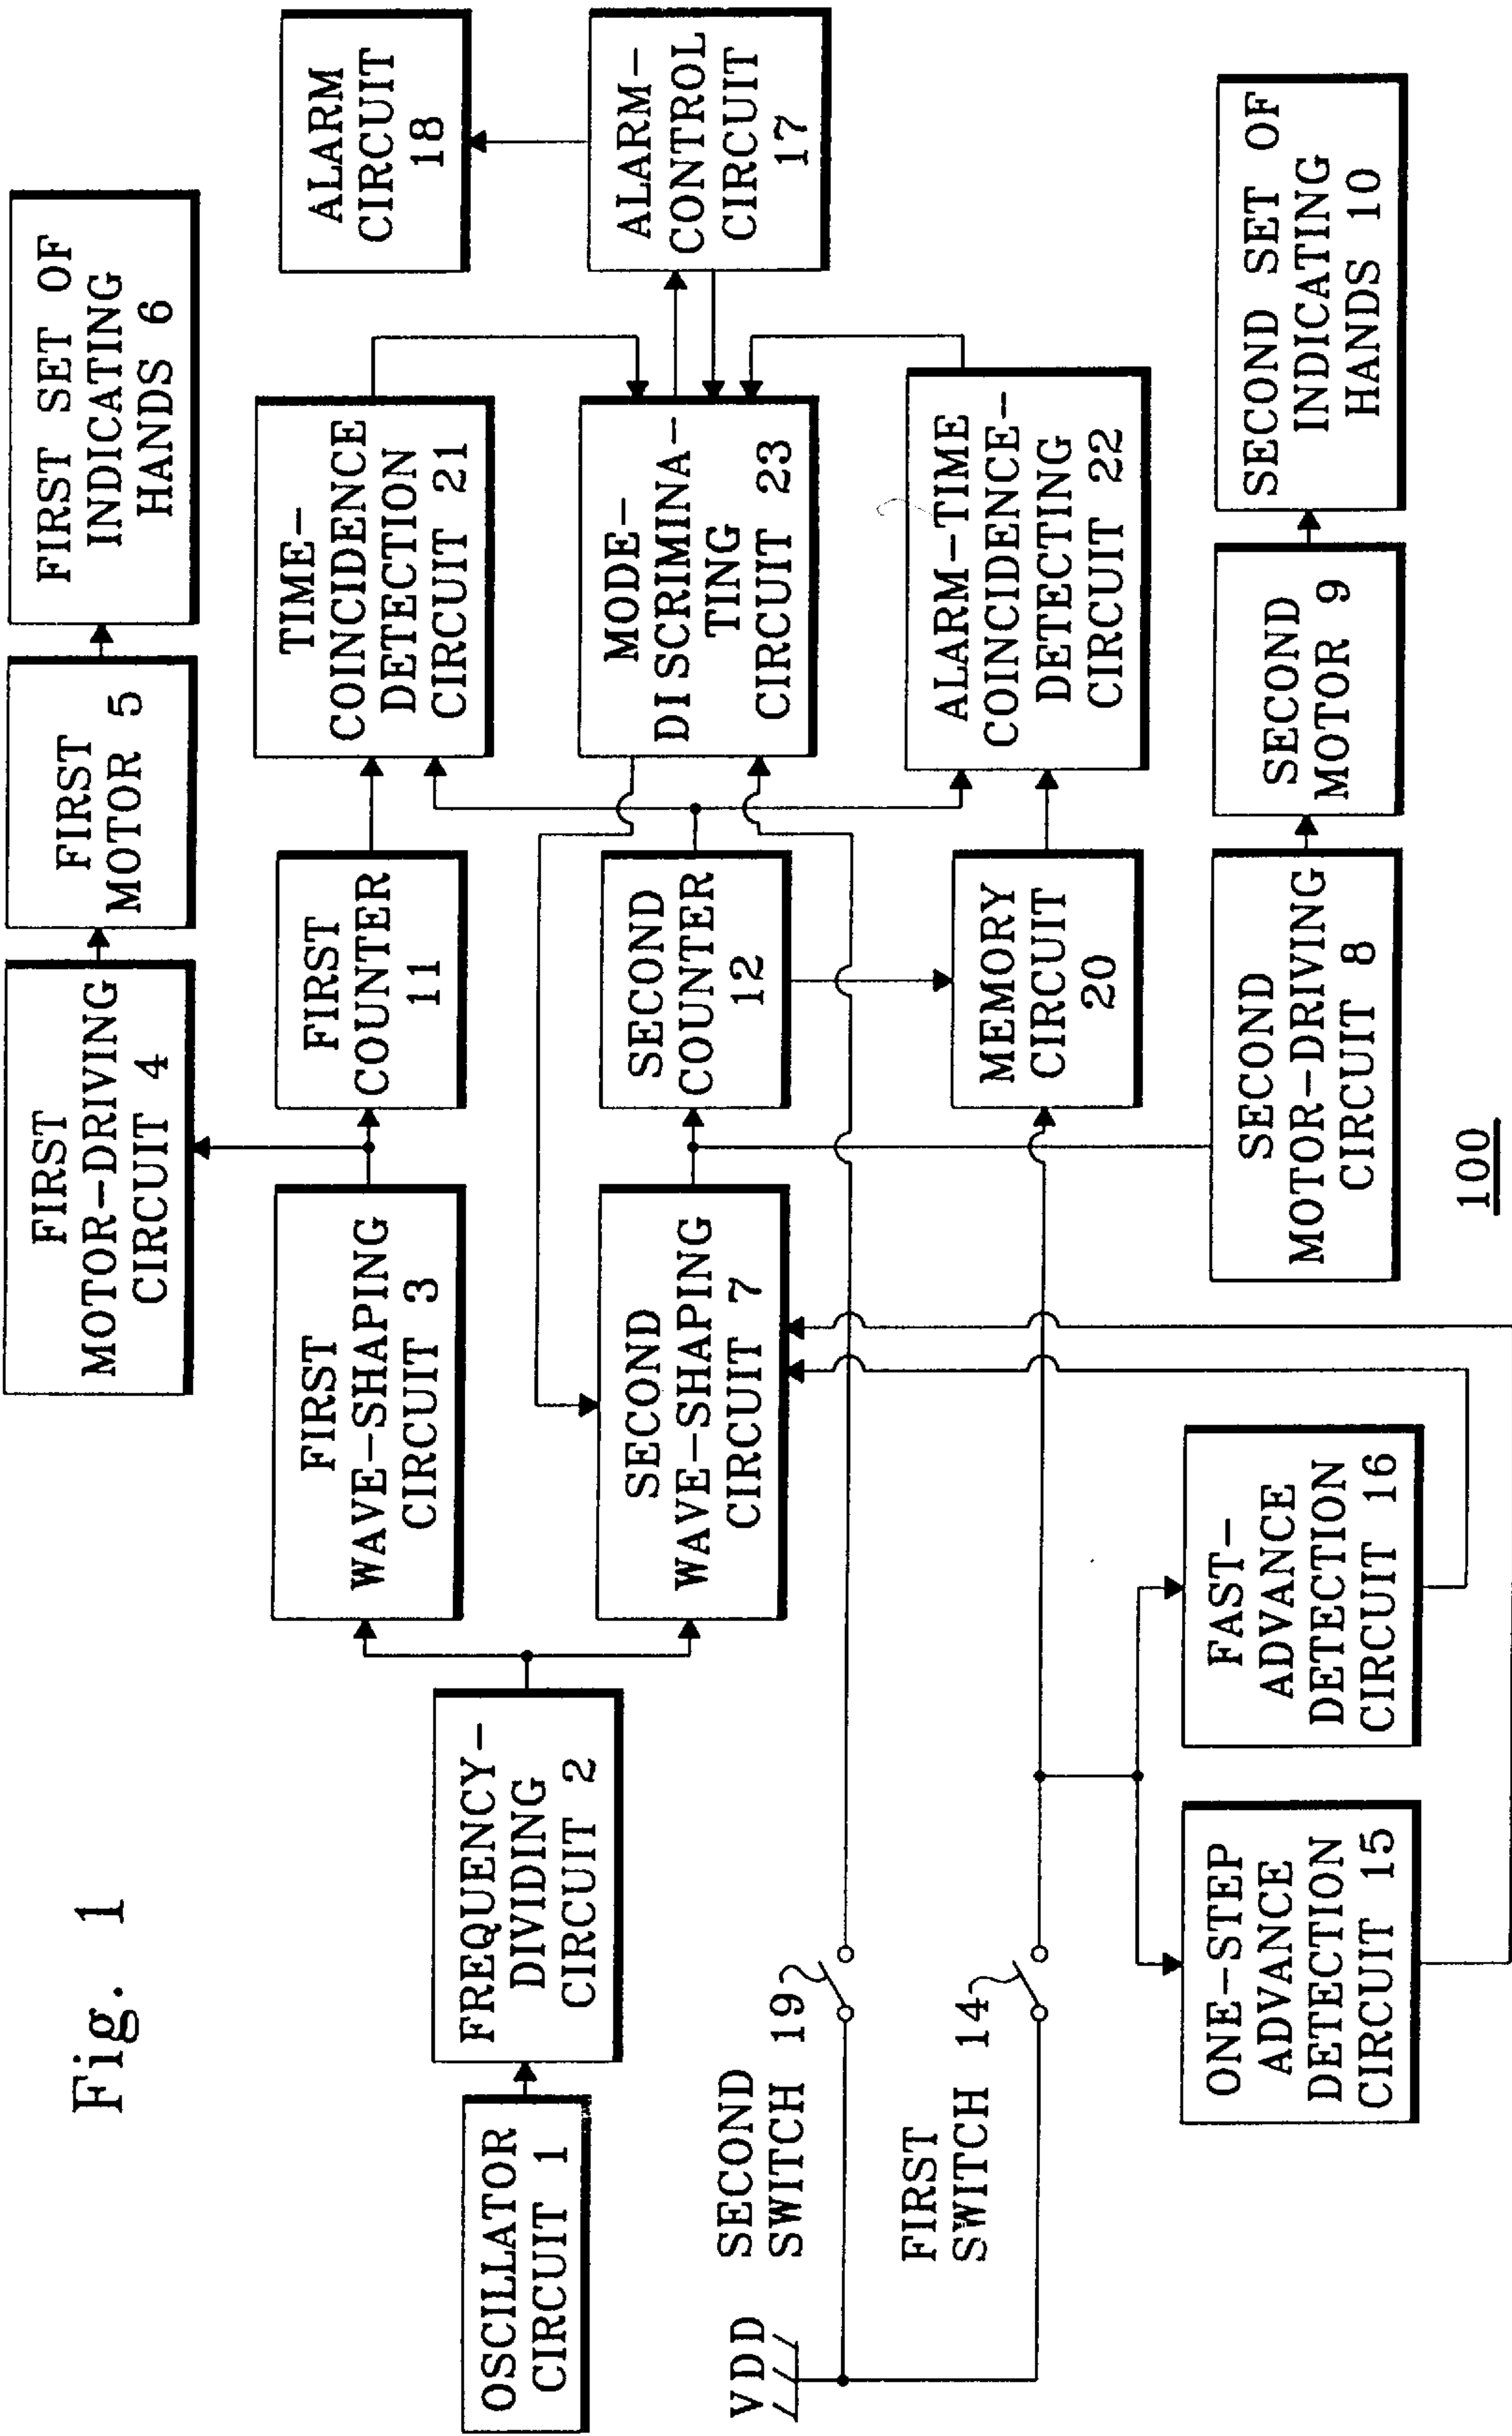 Fig. 1
FIRST
MOTOR-DRIVING
CIRCUIT 4
FIRST
MOTOR 5
FIRST SET OF
INDICATING
HANDS 6
OSCILLATOR
CIRCUIT 1
FREQUENCY-
DIVIDING
CIRCUIT 2
FIRST
WAVE-SHAPING
CIRCUIT 3
FIRST
COUNTER
11
TIME-
COINCIDENCE
DETECTION
CIRCUIT 21
ALARM
CIRCUIT
18
SECOND
WAVE-SHAPING
CIRCUIT 7
SECOND
COUNTER
12
MODE-
DISCRIMINA-
TING
CIRCUIT 23
ALARM-
CONTROL
CIRCUIT
17
VDD
SECOND
SWITCH 19
FIRST
SWITCH 14
MEMORY
CIRCUIT
20
ALARM-TIME
COINCIDENCE-
DETECTING
CIRCUIT 22
ONE-STEP
ADVANCE
DETECTION
CIRCUIT 15
FAST-
ADVANCE
DETECTION
CIRCUIT 16
SECOND
MOTOR-DRIVING
CIRCUIT 8
SECOND
MOTOR 9
SECOND SET OF
INDICATING
HANDS 10
100